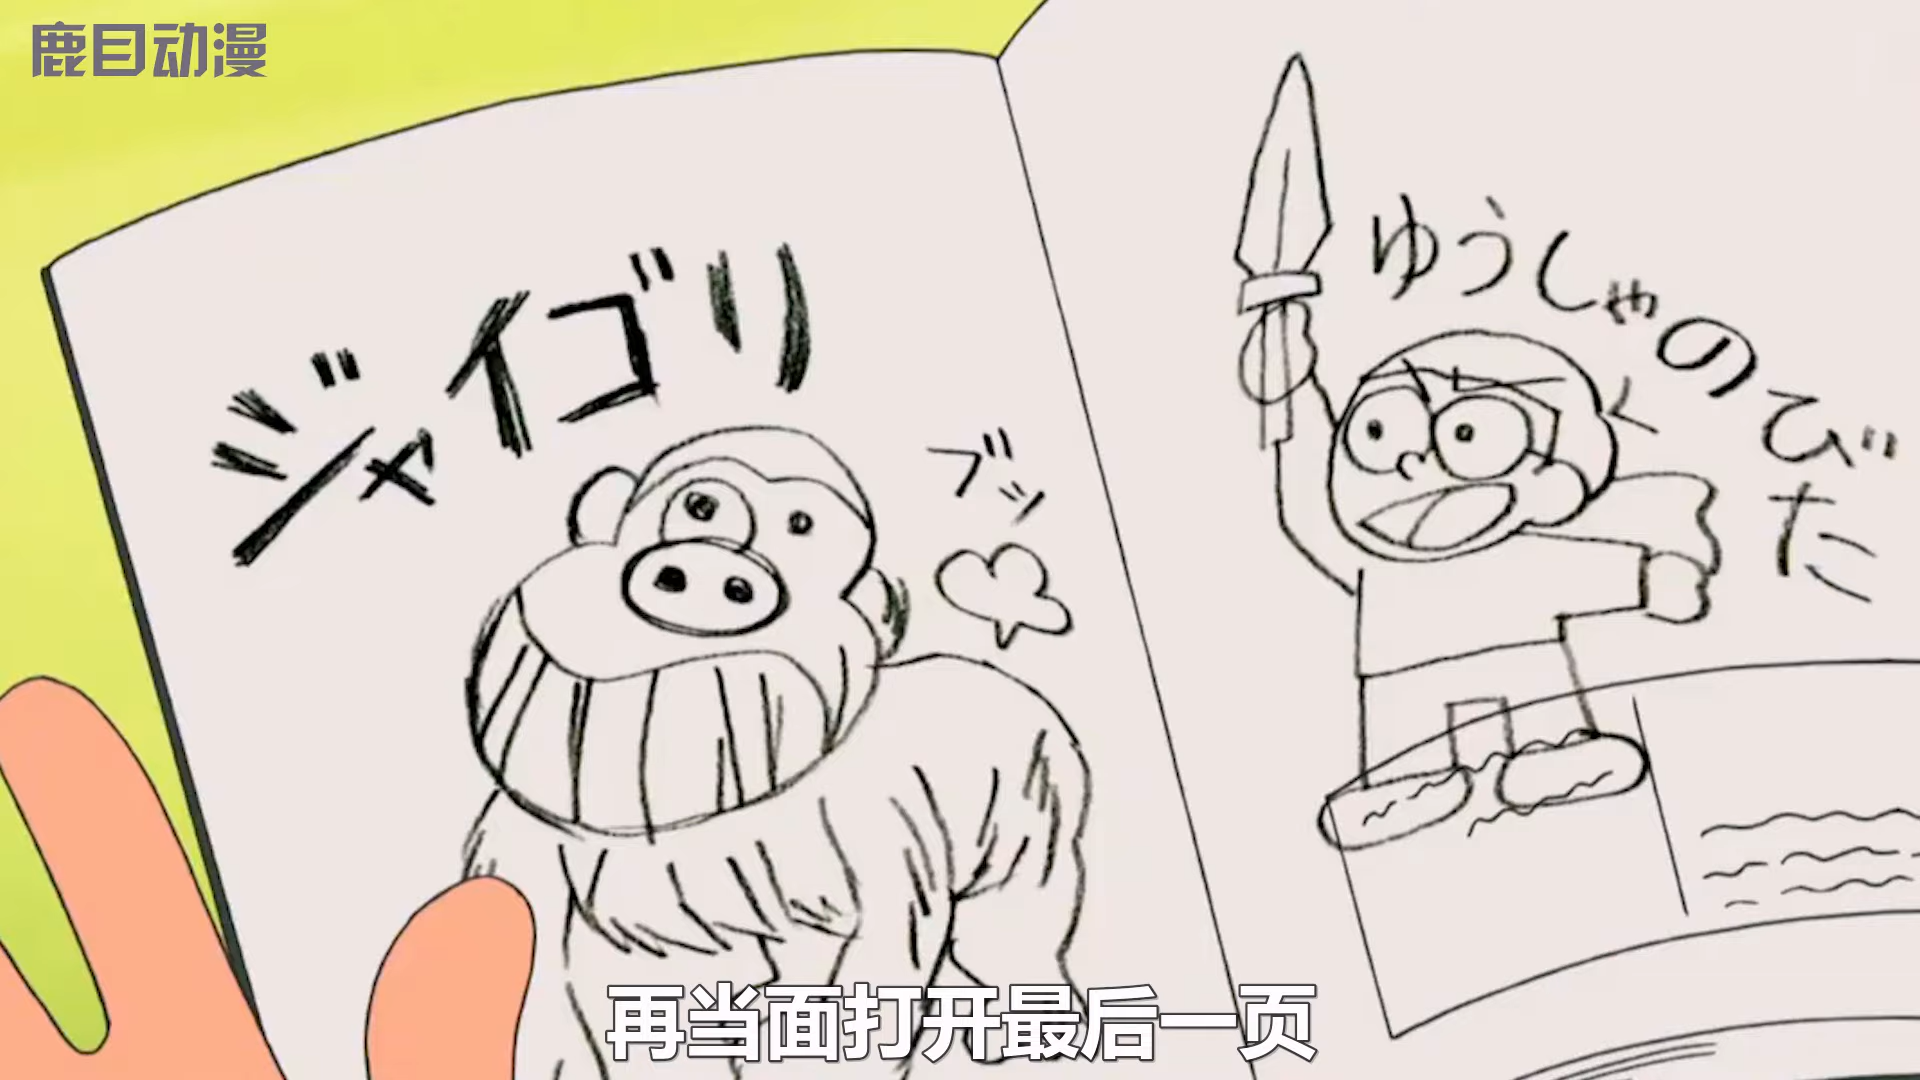 鹿目动漫
ジャイゴリ
ブッ
ゆうしゃのびた
再当面打开最后一页